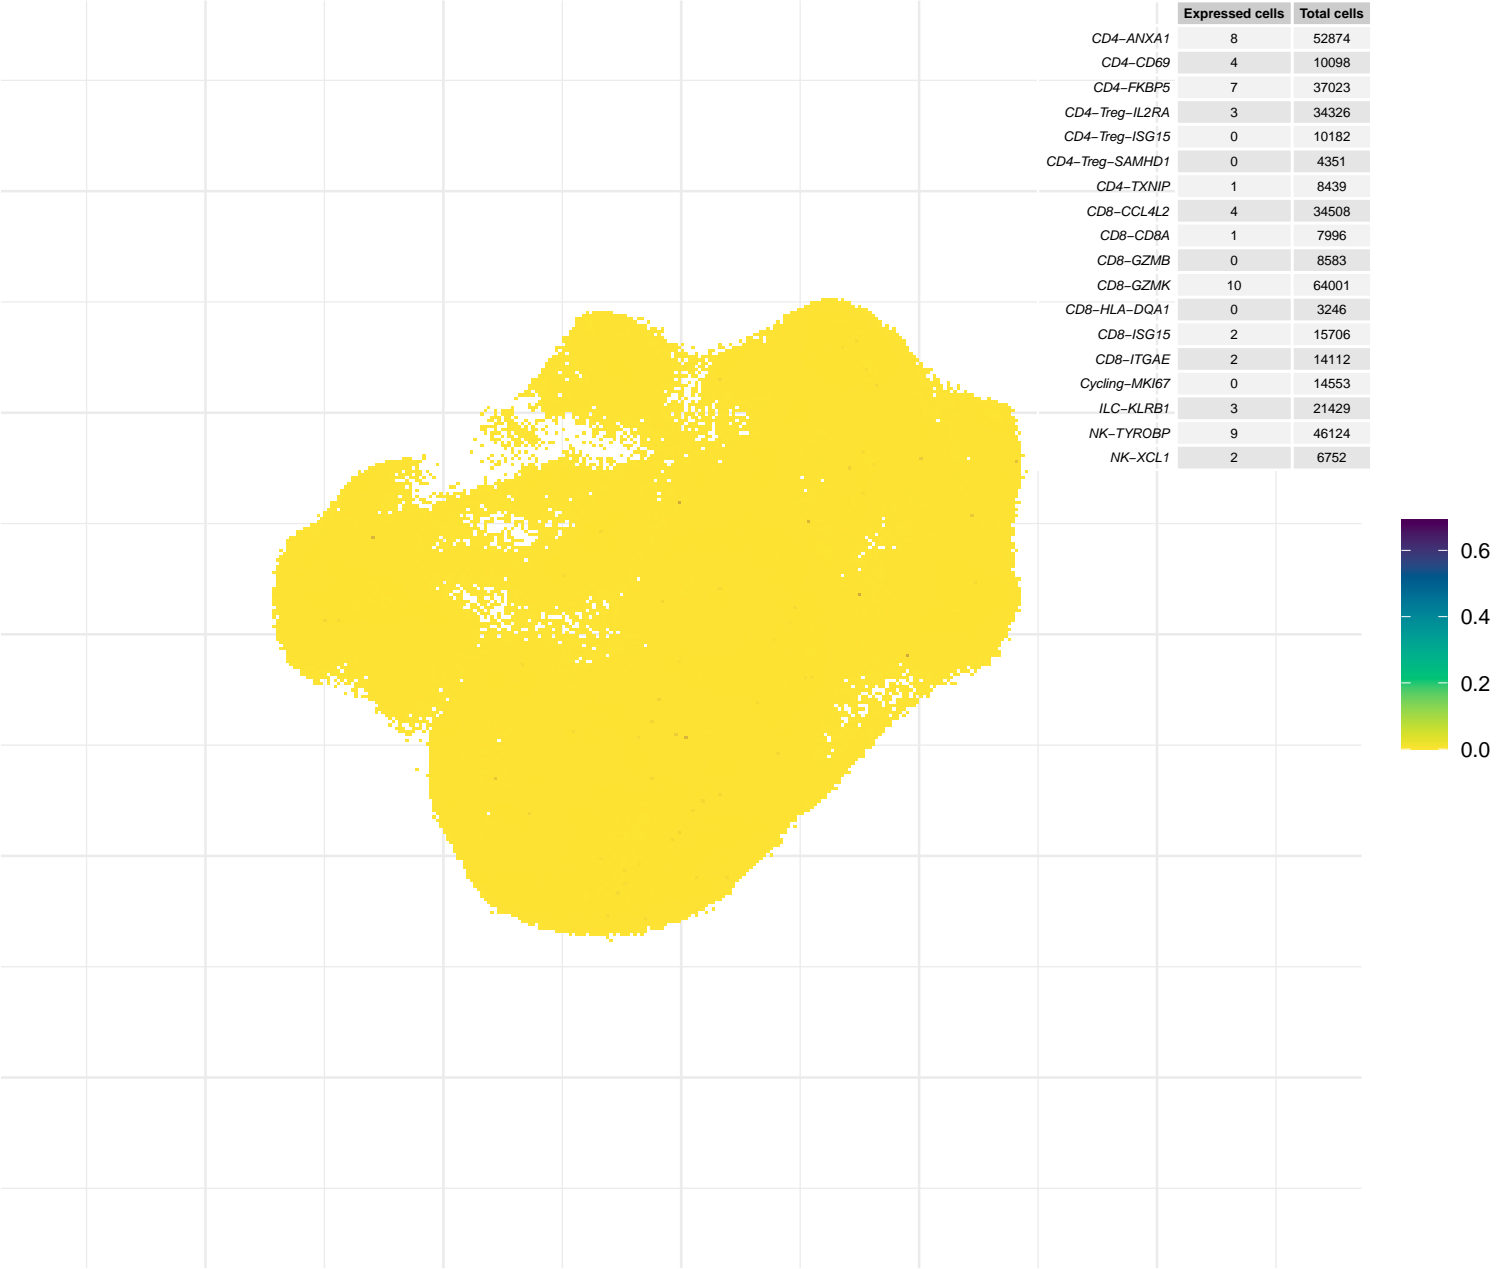 Expressed cells Total cells
CD4−ANXA1 8 52874
CD4−CD69 4 10098
CD4−FKBP5 7 37023
CD4−Treg−IL2RA 3 34326
CD4−Treg−ISG15 0 10182
CD4−Treg−SAMHD1 0 4351
CD4−TXNIP 1 8439
CD8−CCL4L2 4 34508
CD8−CD8A 1 7996
CD8−GZMB 0 8583
CD8−GZMK 10 64001
CD8−HLA−DQA1 0 3246
CD8−ISG15 2 15706
CD8−ITGAE 2 14112
Cycling−MKI67 0 14553
ILC−KLRB1 3 21429
NK−TYROBP 9 46124
NK−XCL1 2 6752
0.6
0.4
0.2
0.0